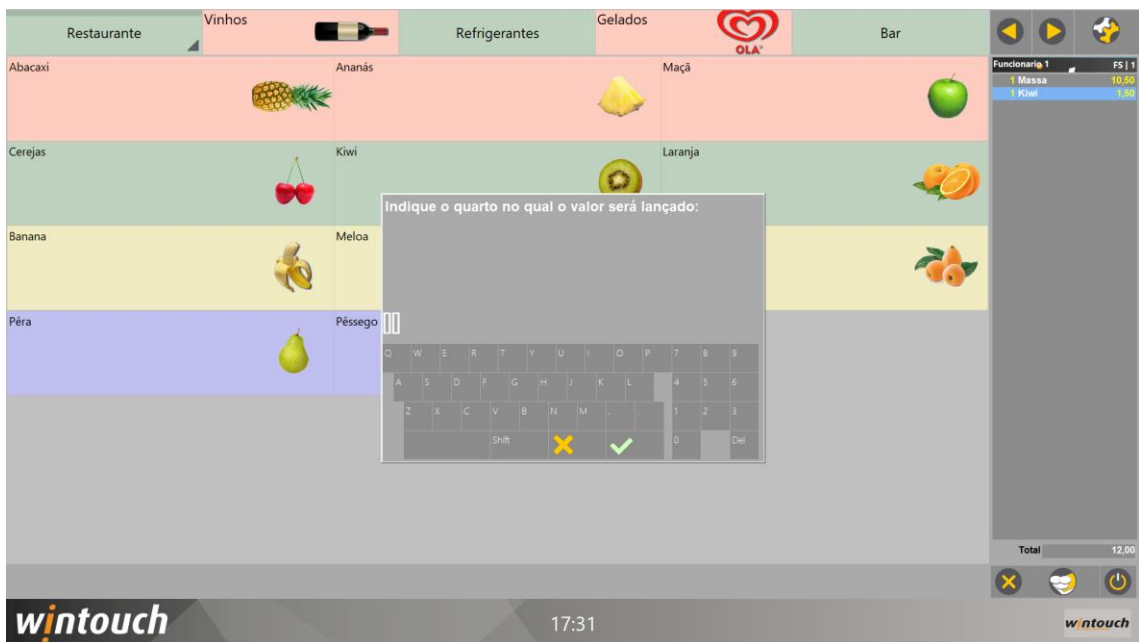 Restaurante
Vinhos
Refrigerantes
Gelados
OLA
Bar
Funcionario 1 FS | 1
1 Massa 10,50
1 Kiwi 1,50
Abacaxi
Ananás
Maçã
Cerejas
Kiwi
Laranja
Banana
Meloa
Pêra
Pêssego
Indique o quarto no qual o valor será lançado:
Q W E R T Y U I O P 7 8 9
A S D F G H J K L 4 5 6
Z X C V B N M , . 1 2 3
Shift 0 Del
Total 12,00
wintouch
17:31
wintouch